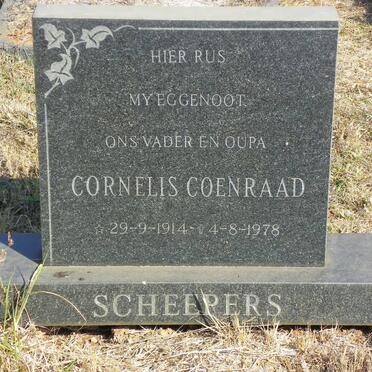 HIER RUS
MY EGGENOOT,
ONS VADER EN OUPA
CORNELIS COENRAAD
☆ 29-9-1914 - ✞ 4-8-1978
SCHEEPERS